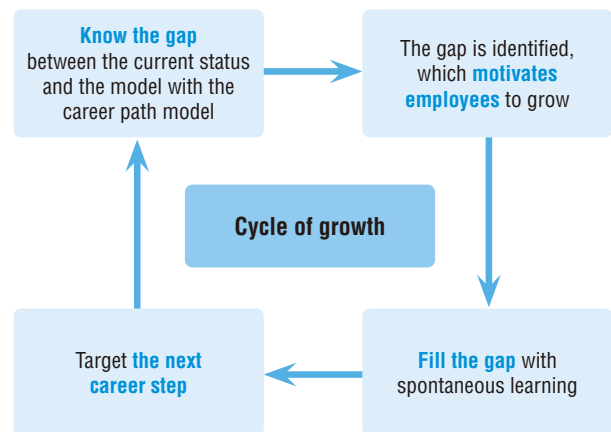 Know the gap
between the current status
and the model with the
career path model
The gap is identified,
which motivates
employees to grow
Cycle of growth
Target the next
career step
Fill the gap with
spontaneous learning